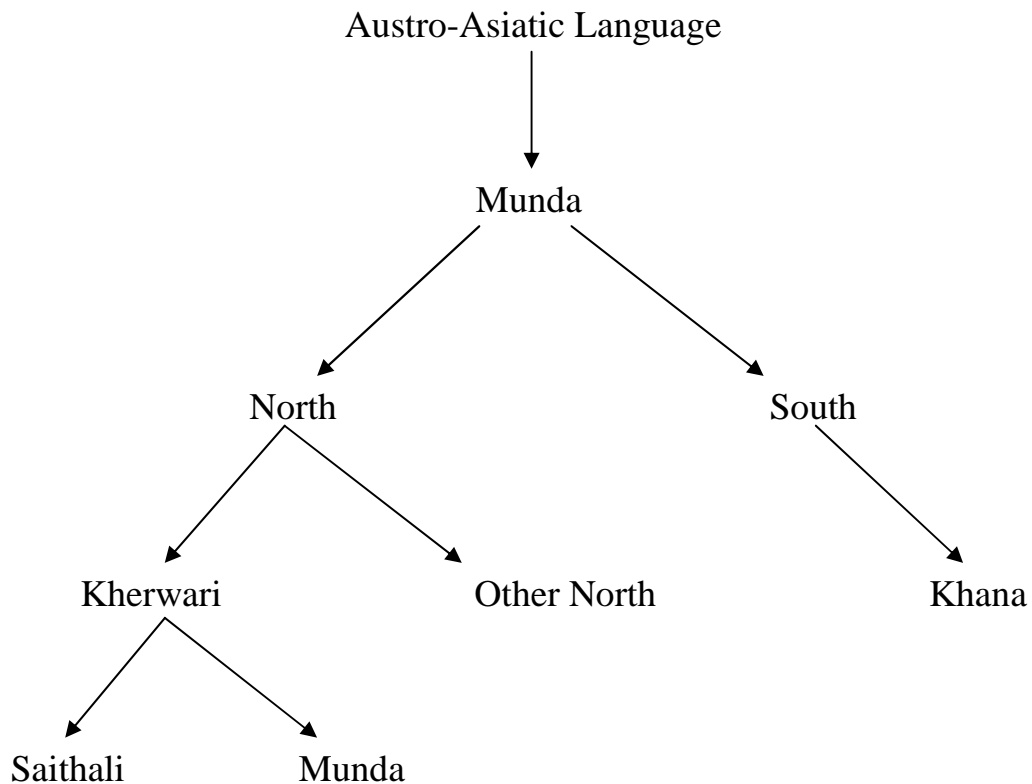 Austro-Asiatic Language
Munda
North South
Kherwari Other North Khana
Saithali Munda